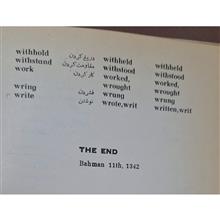 withhold دریغ کردن withheld withheld
withstand مقاومت کردن withstood withstood
work کار کردن worked, worked,
wrought wrought
wring فشردن wrung wrung
write نوشتن wrote, writ written, writ
THE END
Bahman 11th, 1342